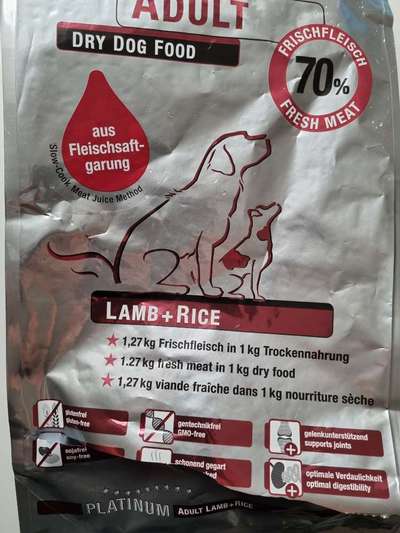 ADULT
DRY DOG FOOD
FRISCHFLEISCH
70%
FRESH MEAT
aus
Fleischsaft-
garung
Slow-Cook Meat Juice Method
LAMB+RICE
1,27 kg Frischfleisch in 1 kg Trockennahrung
1.27 kg fresh meat in 1 kg dry food
1,27 kg viande fraîche dans 1 kg nourriture sèche
glutenfrei
Gluten-free
gentechnikfrei
GMO-free
gelenkunterstützend
supports joints
sojafrei
soy-free
schonend gegart
optimale Verdaulichkeit
optimal digestibility
PLATINUM ADULT LAMB+RICE